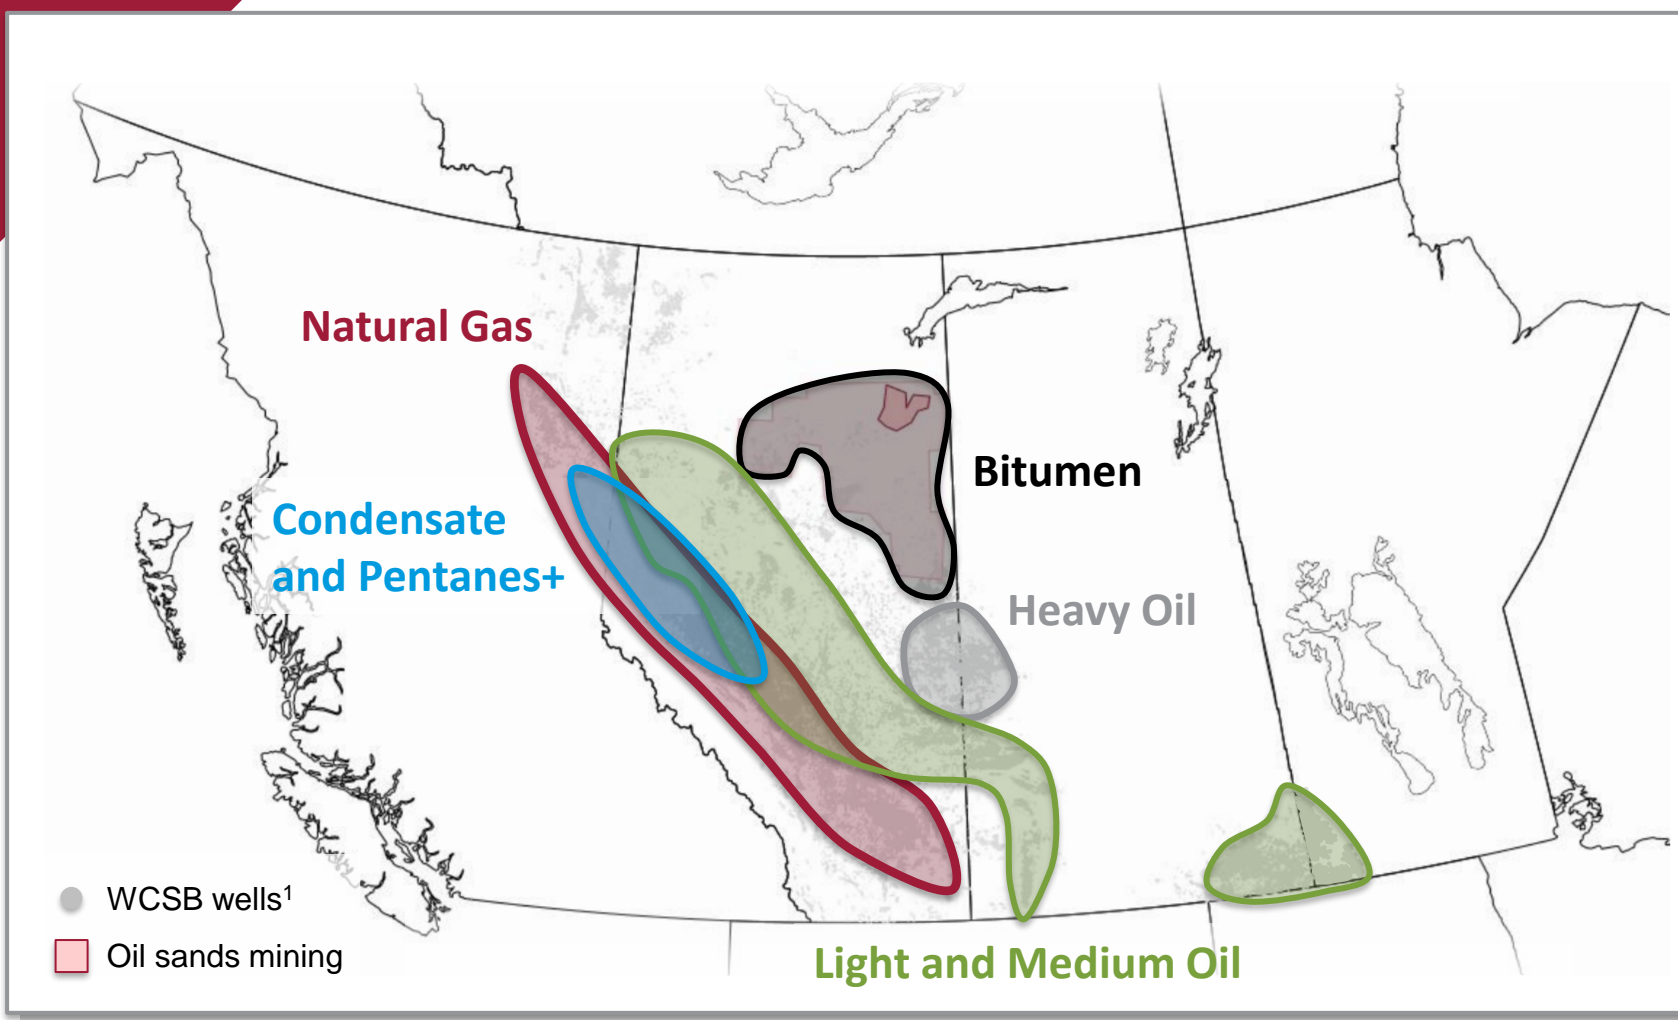 Natural Gas
Condensate
and Pentanes+
Bitumen
Heavy Oil
Light and Medium Oil
WCSB wells¹
Oil sands mining